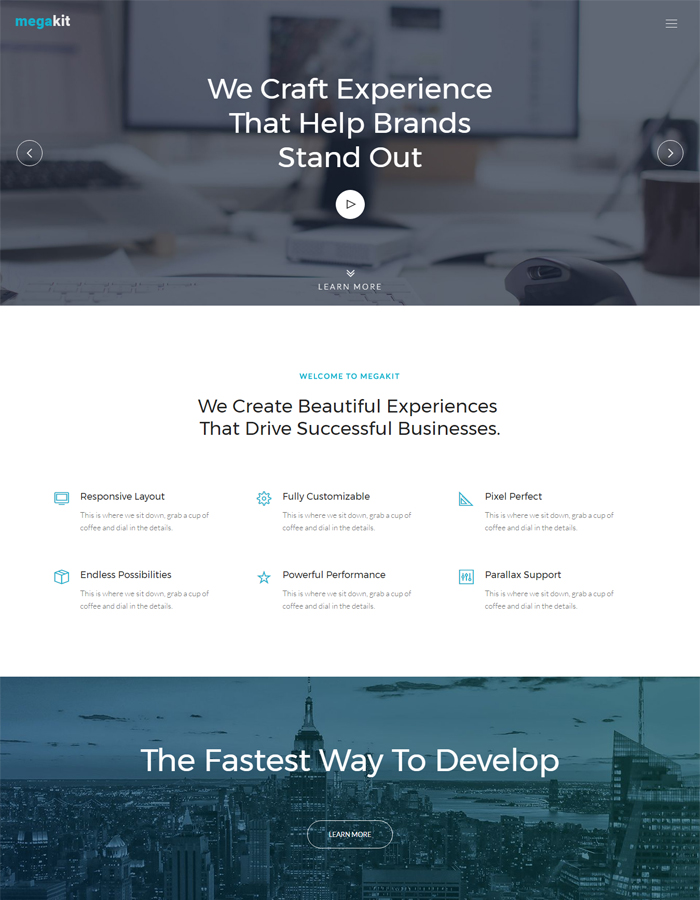 megakit
We Craft Experience
That Help Brands
Stand Out
LEARN MORE
WELCOME TO MEGAKIT
We Create Beautiful Experiences
That Drive Successful Businesses.
Responsive Layout
This is where we sit down, grab a cup of
coffee and dial in the details.
Fully Customizable
This is where we sit down, grab a cup of
coffee and dial in the details.
Pixel Perfect
This is where we sit down, grab a cup of
coffee and dial in the details.
Endless Possibilities
This is where we sit down, grab a cup of
coffee and dial in the details.
Powerful Performance
This is where we sit down, grab a cup of
coffee and dial in the details.
Parallax Support
This is where we sit down, grab a cup of
coffee and dial in the details.
The Fastest Way To Develop
LEARN MORE